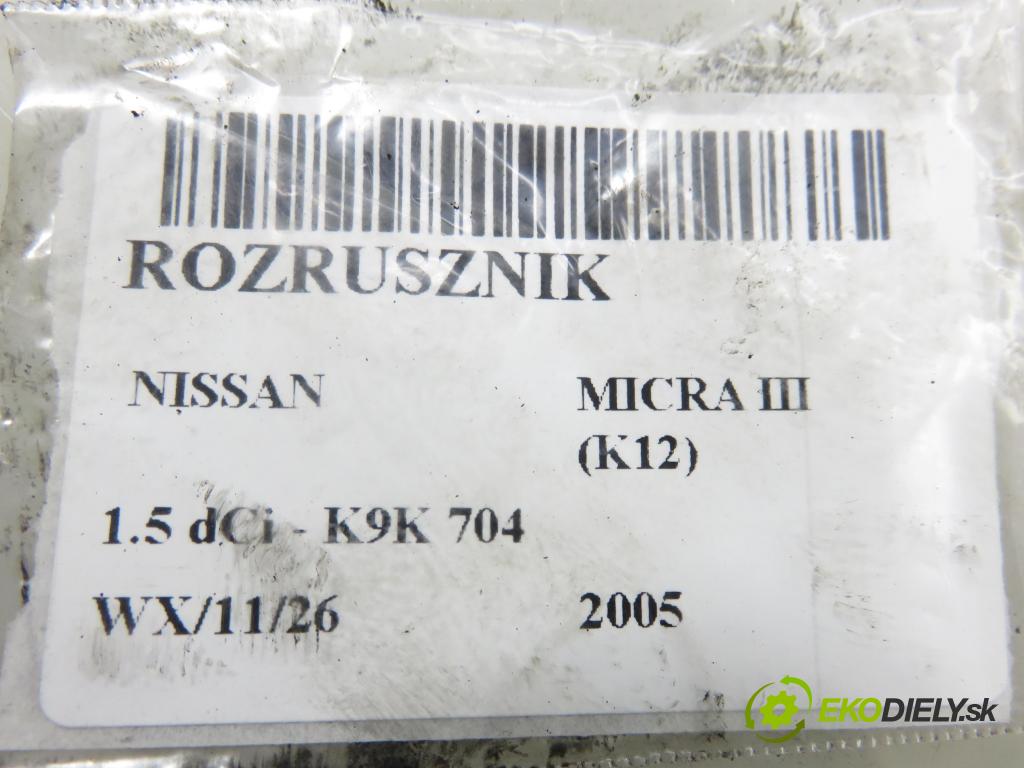 ROZRUSZNIK
NISSAN MICRA III
(K12)
1.5 dCi - K9K 704
WX/11/26 2005
EKODIELY.sk